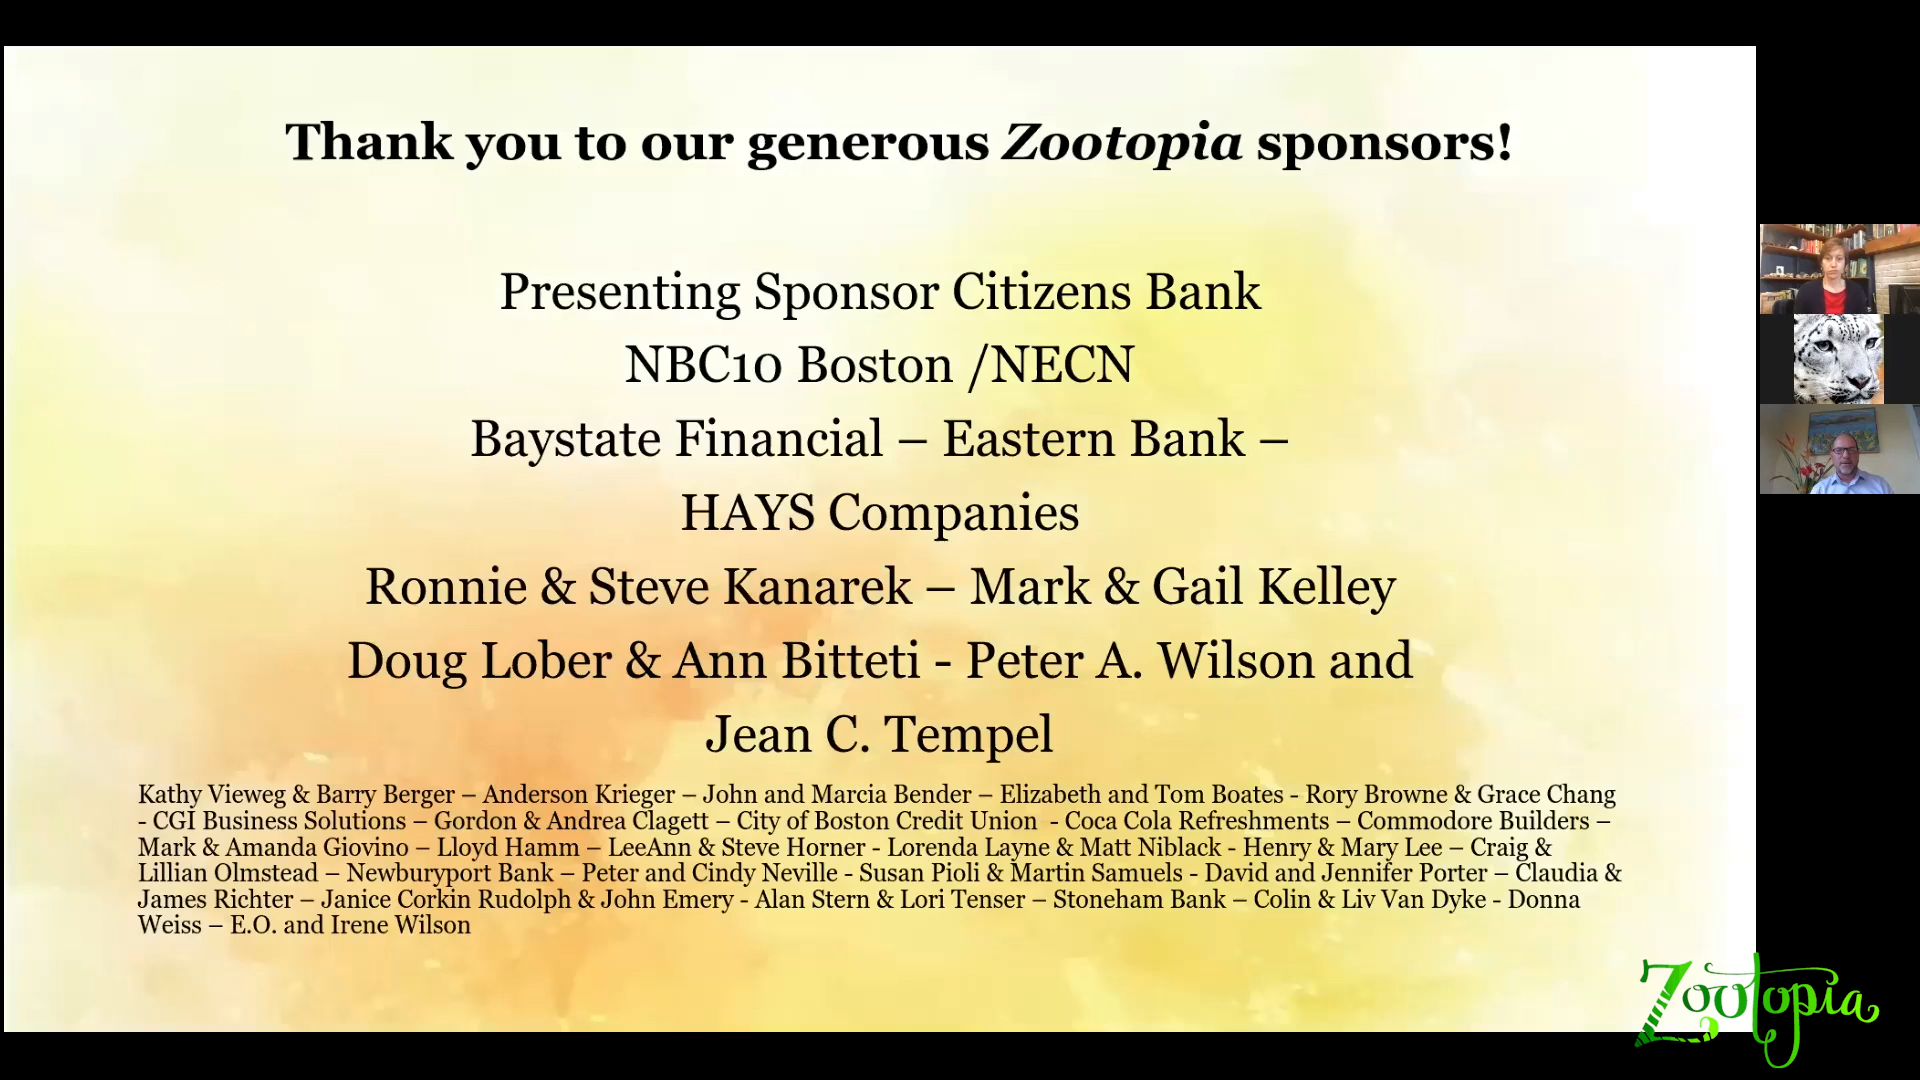 Thank you to our generous Zootopia sponsors!
Presenting Sponsor Citizens Bank
NBC10 Boston /NECN
Baystate Financial – Eastern Bank –
HAYS Companies
Ronnie & Steve Kanarek – Mark & Gail Kelley
Doug Lober & Ann Bitteti - Peter A. Wilson and
Jean C. Tempel
Kathy Vieweg & Barry Berger – Anderson Krieger – John and Marcia Bender – Elizabeth and Tom Boates - Rory Browne & Grace Chang
- CGI Business Solutions – Gordon & Andrea Clagett – City of Boston Credit Union  - Coca Cola Refreshments – Commodore Builders –
Mark & Amanda Giovino – Lloyd Hamm – LeeAnn & Steve Horner - Lorenda Layne & Matt Niblack - Henry & Mary Lee – Craig &
Lillian Olmstead – Newburyport Bank – Peter and Cindy Neville - Susan Pioli & Martin Samuels - David and Jennifer Porter – Claudia &
James Richter – Janice Corkin Rudolph & John Emery - Alan Stern & Lori Tenser – Stoneham Bank – Colin & Liv Van Dyke - Donna
Weiss – E.O. and Irene Wilson
Zootopia